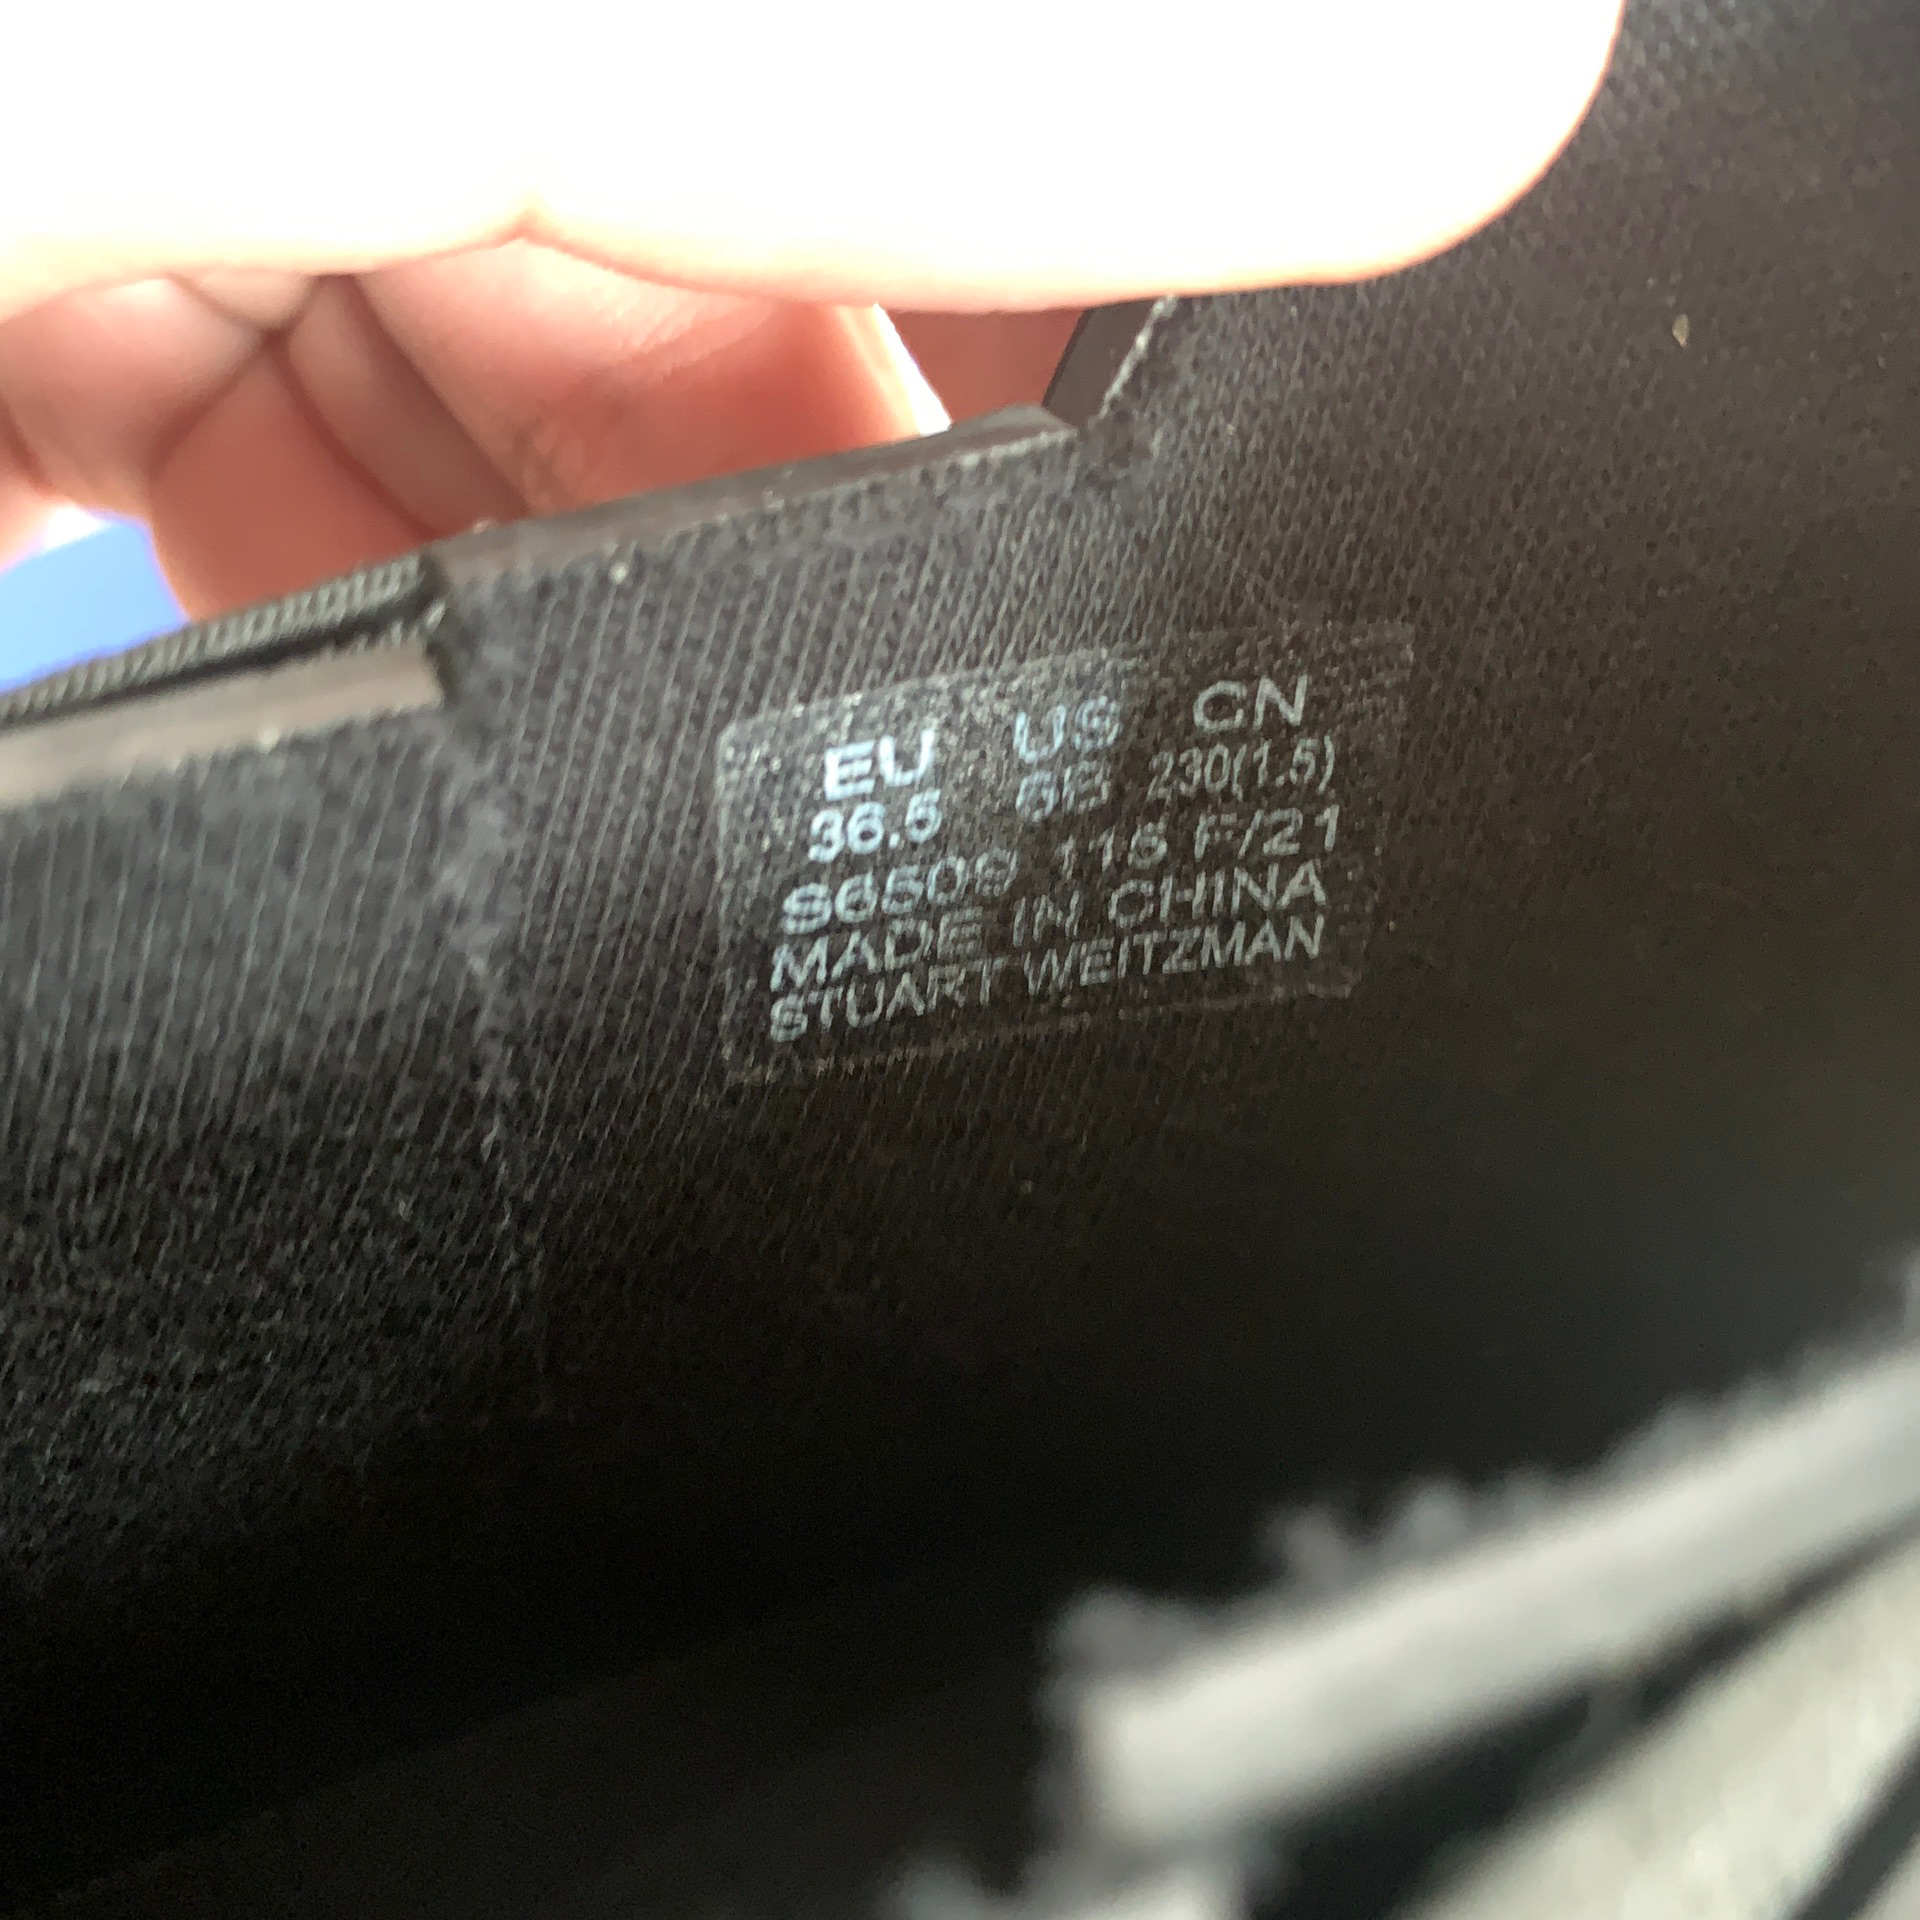 EU US CN
36.5 6B 230(1.5)
S6509 115 F/21
MADE IN CHINA
STUART WEITZMAN